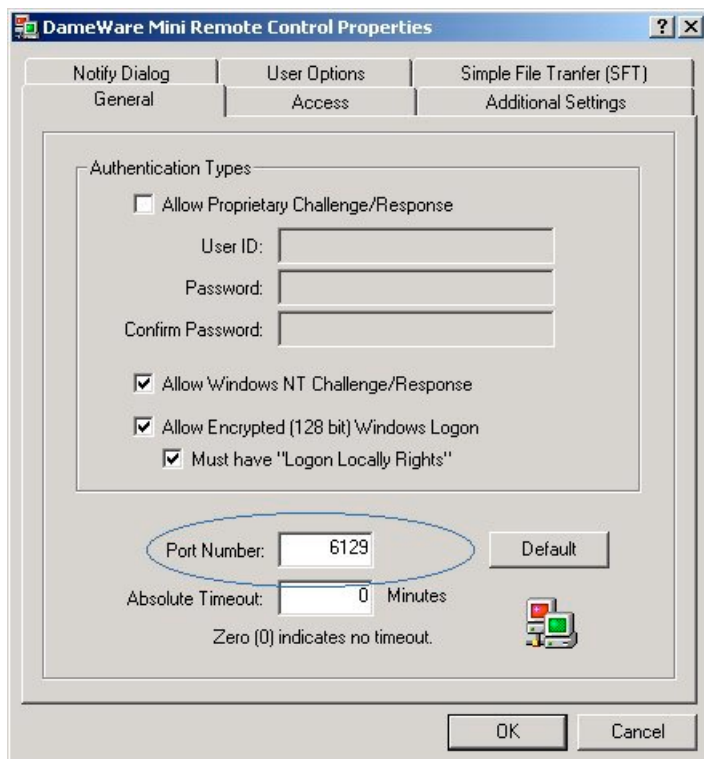 DameWare Mini Remote Control Properties
Notify Dialog User Options Simple File Tranfer (SFT)
General Access Additional Settings
Authentication Types
Allow Proprietary Challenge/Response
User ID:
Password:
Confirm Password:
Allow Windows NT Challenge/Response
Allow Encrypted (128 bit) Windows Logon
Must have "Logon Locally Rights"
Port Number: 6129 Default
Absolute Timeout: 0 Minutes
Zero (0) indicates no timeout.
OK Cancel